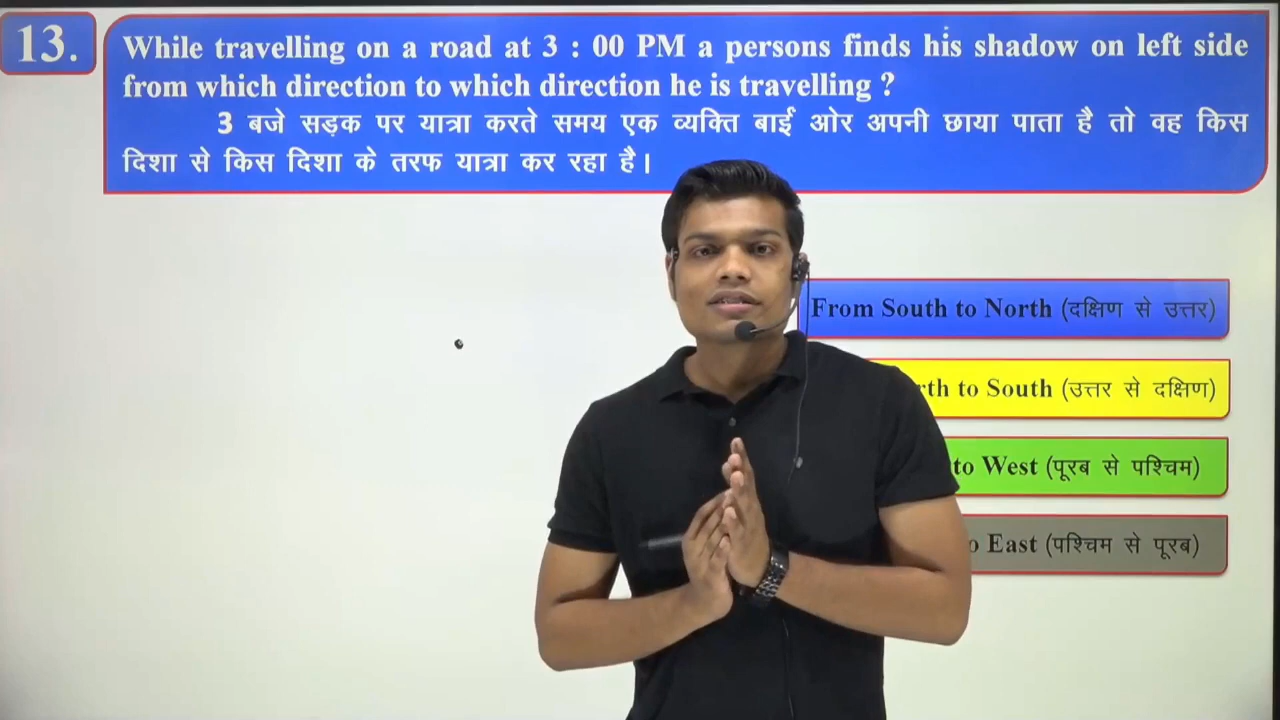 13.
While travelling on a road at 3 : 00 PM a persons finds his shadow on left side
from which direction to which direction he is travelling ?
3 बजे सड़क पर यात्रा करते समय एक व्यक्ति बाईं ओर अपनी छाया पाता है तो वह किस
दिशा से किस दिशा के तरफ यात्रा कर रहा है।
From South to North (दक्षिण से उत्तर)
to South (उत्तर से दक्षिण)
to West (पूरब से पश्चिम)
East (पश्चिम से पूरब)